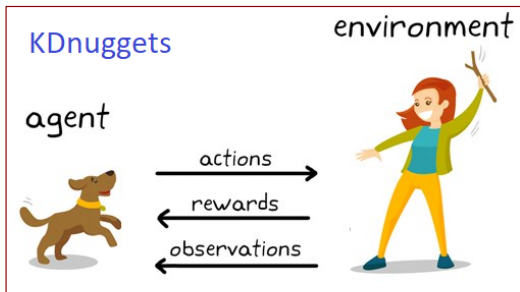 KDnuggets
environment
agent
actions
rewards
observations